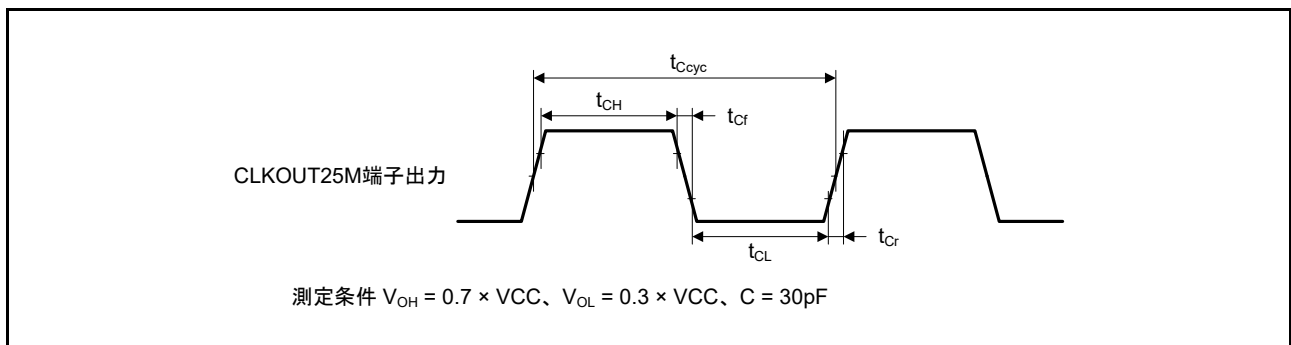 tCcyc
tCH
tCf
CLKOUT25M端子出力
tCL
tCr
測定条件 VOH = 0.7 × VCC、VOL = 0.3 × VCC、C = 30pF